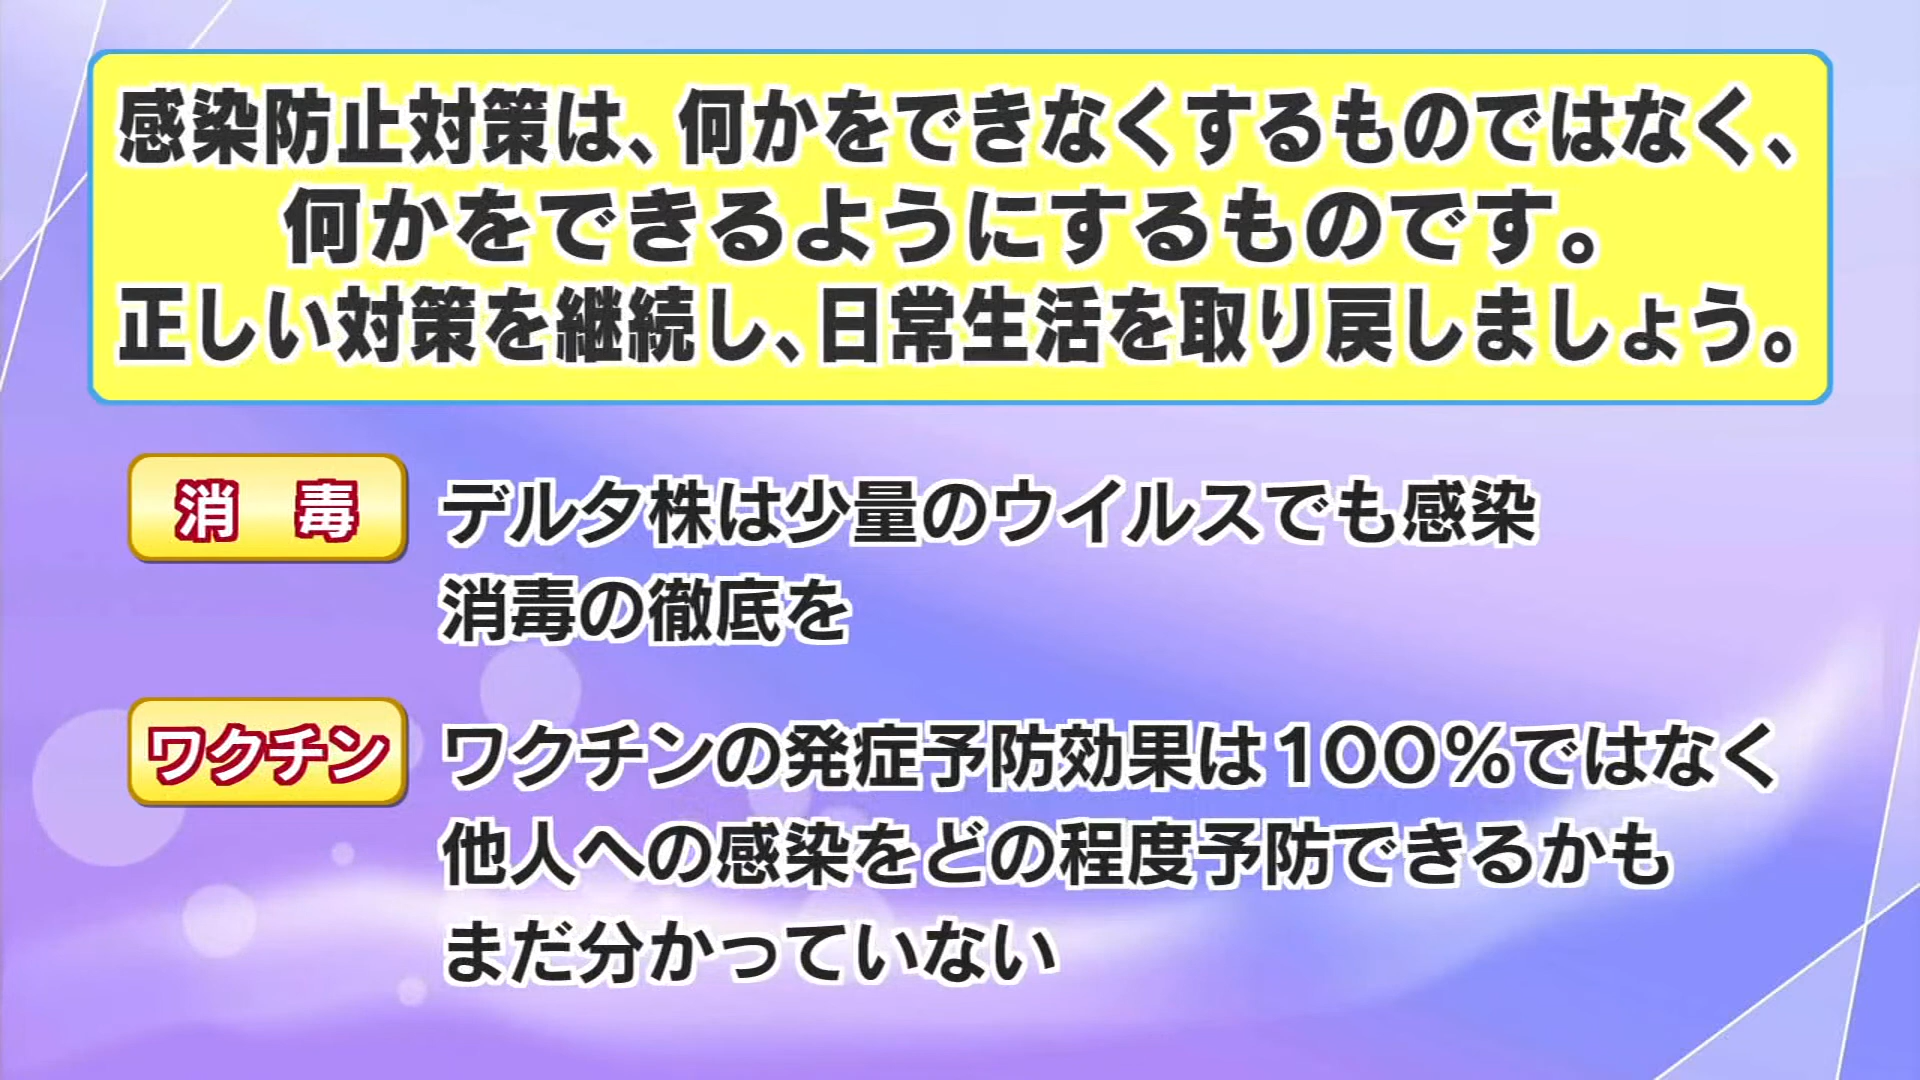 感染防止対策は、何かをできなくするものではなく、
何かをできるようにするものです。
正しい対策を継続し、日常生活を取り戻しましょう。
消　毒
デルタ株は少量のウイルスでも感染
消毒の徹底を
ワクチン
ワクチンの発症予防効果は100％ではなく
他人への感染をどの程度予防できるかも
まだ分かっていない